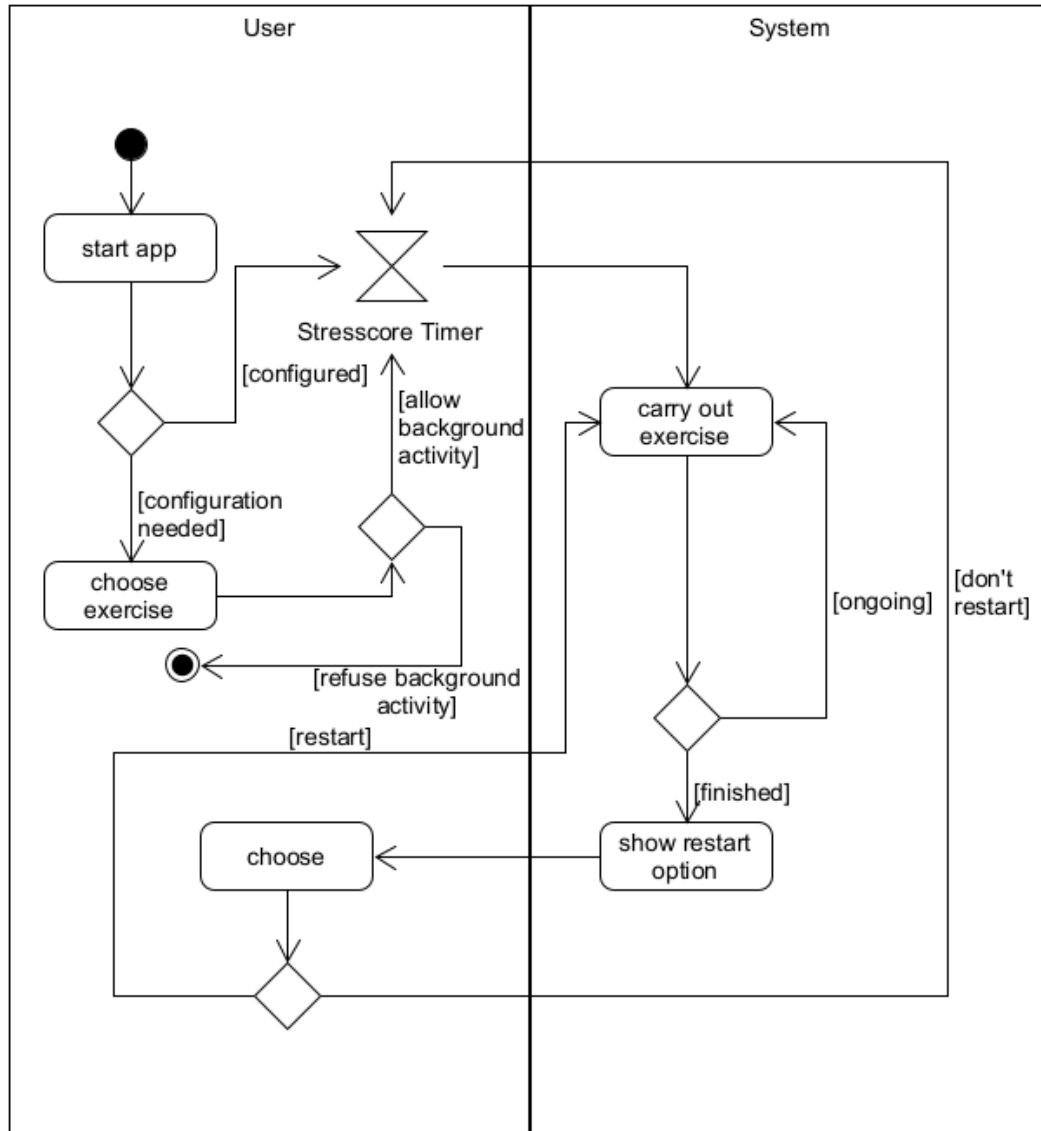 User
System
start app
Stresscore Timer
[configured]
[allow
background
activity]
carry out
exercise
[configuration
needed]
choose
exercise
[ongoing]
[don't
restart]
[refuse background
activity]
[restart]
[finished]
choose
show restart
option